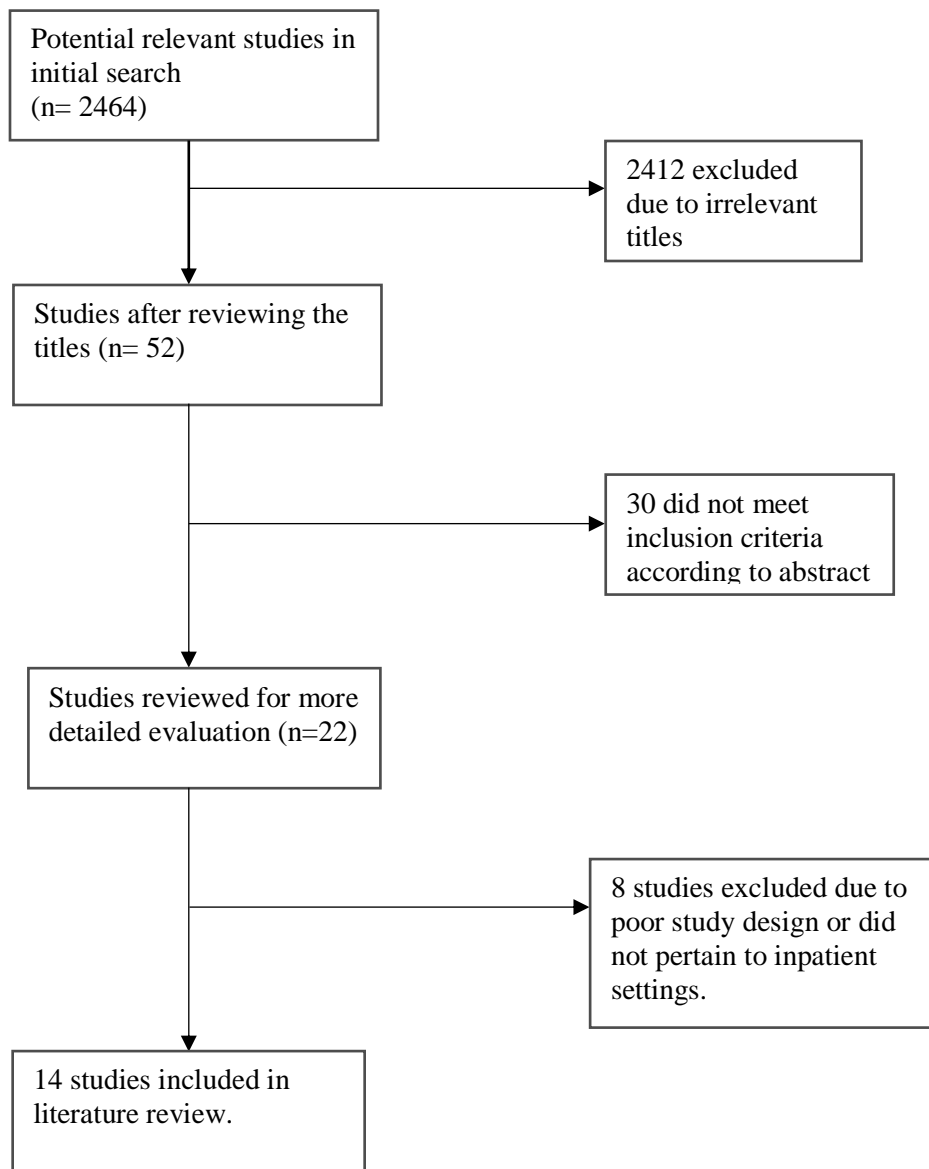 Potential relevant studies in
initial search
(n= 2464)
2412 excluded
due to irrelevant
titles
Studies after reviewing the
titles (n= 52)
30 did not meet
inclusion criteria
according to abstract
Studies reviewed for more
detailed evaluation (n=22)
8 studies excluded due to
poor study design or did
not pertain to inpatient
settings.
14 studies included in
literature review.